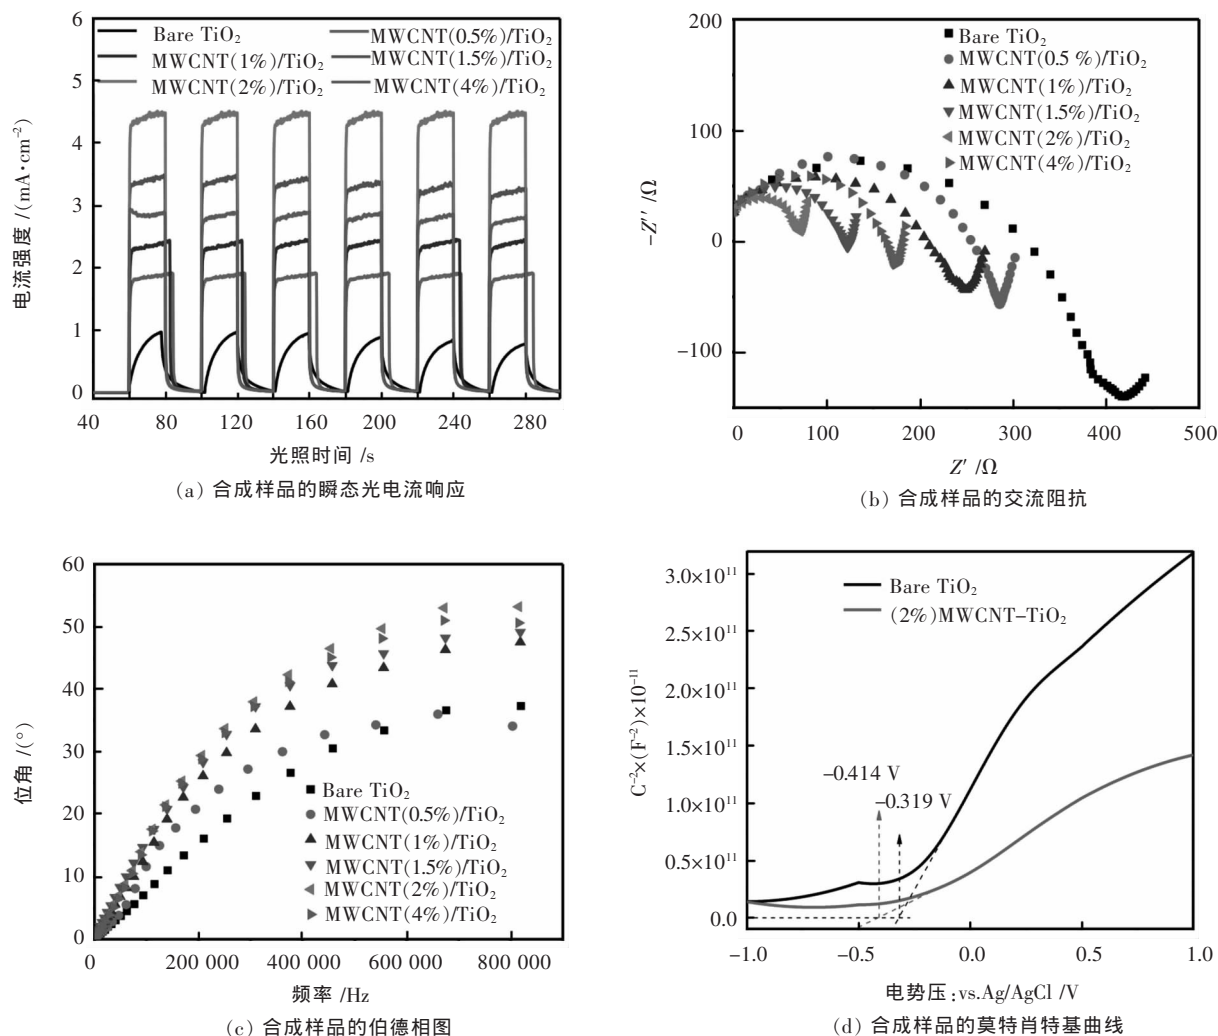 6
5
4
3
2
1
0
电流强度 /(mA·cm⁻²)
Bare TiO₂
MWCNT(1%)/TiO₂
MWCNT(2%)/TiO₂
MWCNT(0.5%)/TiO₂
MWCNT(1.5%)/TiO₂
MWCNT(4%)/TiO₂
40 80 120 160 200 240 280
光照时间 /s
(a) 合成样品的瞬态光电流响应
200
100
0
−100
−Z″ /Ω
Bare TiO₂
MWCNT(0.5 %)/TiO₂
MWCNT(1%)/TiO₂
MWCNT(1.5%)/TiO₂
MWCNT(2%)/TiO₂
MWCNT(4%)/TiO₂
0 100 200 300 400 500
Z′ /Ω
(b) 合成样品的交流阻抗
60
50
40
30
20
10
0
位角 /(°)
Bare TiO₂
MWCNT(0.5%)/TiO₂
MWCNT(1%)/TiO₂
MWCNT(1.5%)/TiO₂
MWCNT(2%)/TiO₂
MWCNT(4%)/TiO₂
0 200 000 400 000 600 000 800 000
频率 /Hz
(c) 合成样品的伯德相图
3.0×10¹¹
2.5×10¹¹
2.0×10¹¹
1.5×10¹¹
1.0×10¹¹
0.5×10¹¹
0.0
C⁻²×(F⁻²)×10⁻¹¹
Bare TiO₂
(2%)MWCNT−TiO₂
−0.414 V
−0.319 V
−1.0 −0.5 0.0 0.5 1.0
电势压:vs.Ag/AgCl /V
(d) 合成样品的莫特肖特基曲线